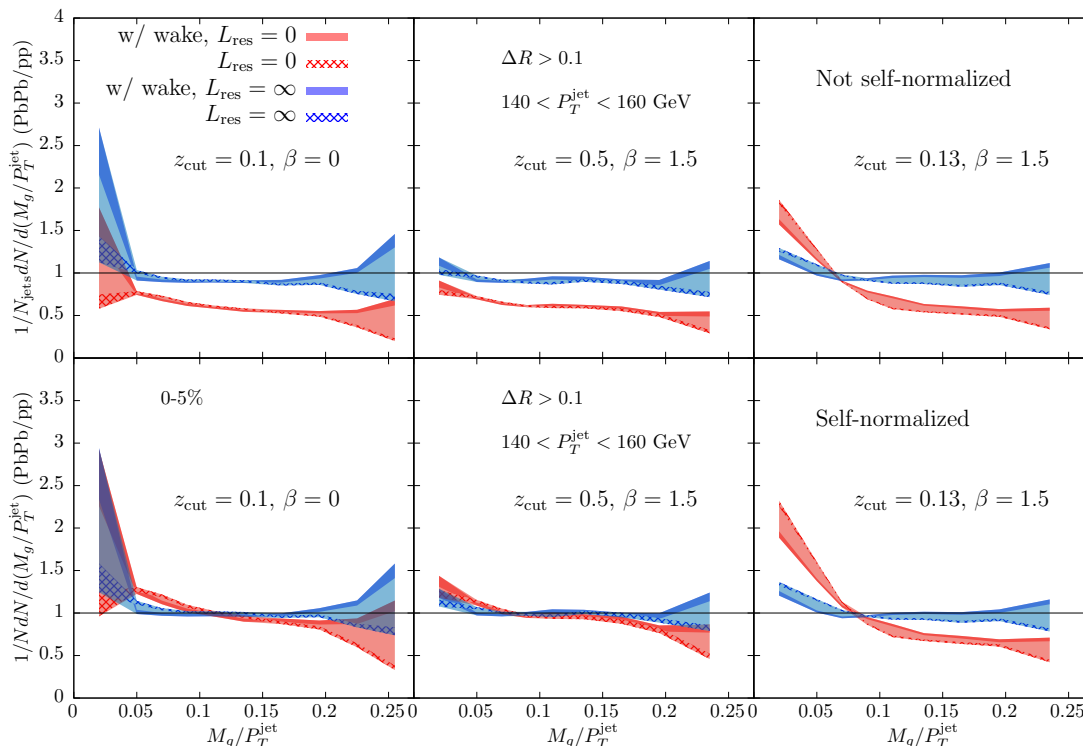 1/N_jets dN/d(M_g/P_T^jet) (PbPb/pp)
4
3.5
3
2.5
2
1.5
1
0.5
0
w/ wake, L_res = 0
L_res = 0
w/ wake, L_res = ∞
L_res = ∞
z_cut = 0.1, β = 0
ΔR > 0.1
140 < P_T^jet < 160 GeV
z_cut = 0.5, β = 1.5
Not self-normalized
z_cut = 0.13, β = 1.5
1/N dN/d(M_g/P_T^jet) (PbPb/pp)
3.5
3
2.5
2
1.5
1
0.5
0
0-5%
z_cut = 0.1, β = 0
ΔR > 0.1
140 < P_T^jet < 160 GeV
z_cut = 0.5, β = 1.5
Self-normalized
z_cut = 0.13, β = 1.5
0 0.05 0.1 0.15 0.2 0.25
0 0.05 0.1 0.15 0.2 0.25
0 0.05 0.1 0.15 0.2 0.25
M_g/P_T^jet
M_g/P_T^jet
M_g/P_T^jet